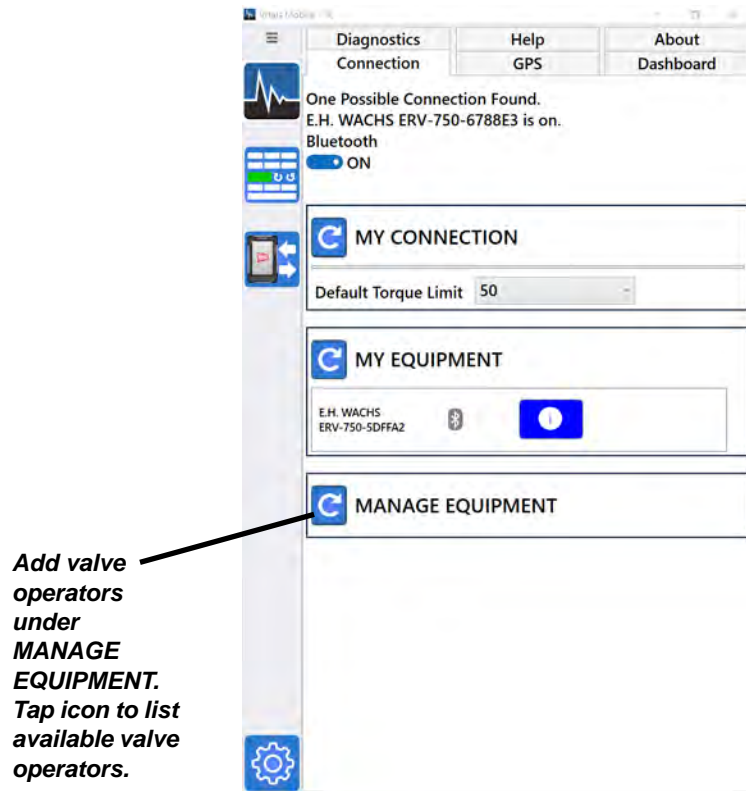 Vitals Mobile
Diagnostics Help About
Connection GPS Dashboard
One Possible Connection Found.
E.H. WACHS ERV-750-6788E3 is on.
Bluetooth
ON
MY CONNECTION
Default Torque Limit 50
MY EQUIPMENT
E.H. WACHS
ERV-750-5DFFA2
i
MANAGE EQUIPMENT
Add valve
operators
under
MANAGE
EQUIPMENT.
Tap icon to list
available valve
operators.